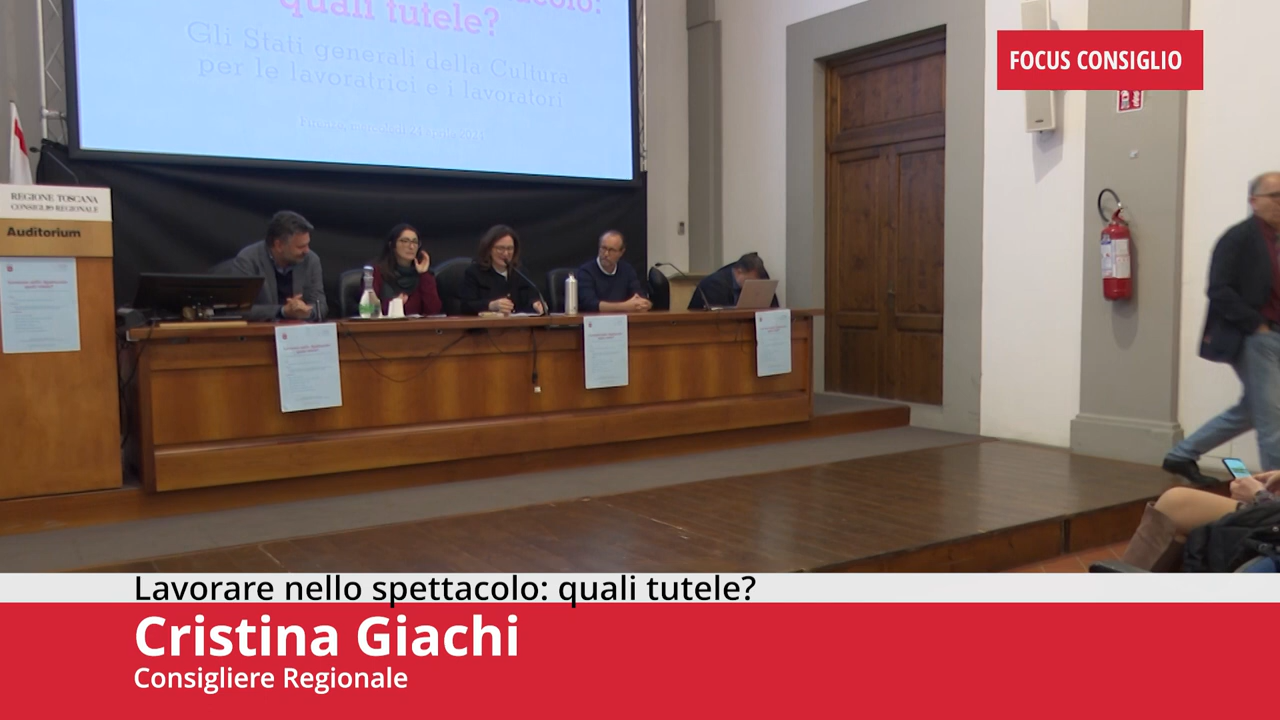 spettacolo:
quali tutele?
Gli Stati generali della Cultura
per le lavoratrici e i lavoratori
FOCUS CONSIGLIO
REGIONE TOSCANA
CONSIGLIO REGIONALE
Auditorium
Lavorare nello spettacolo: quali tutele?
Cristina Giachi
Consigliere Regionale